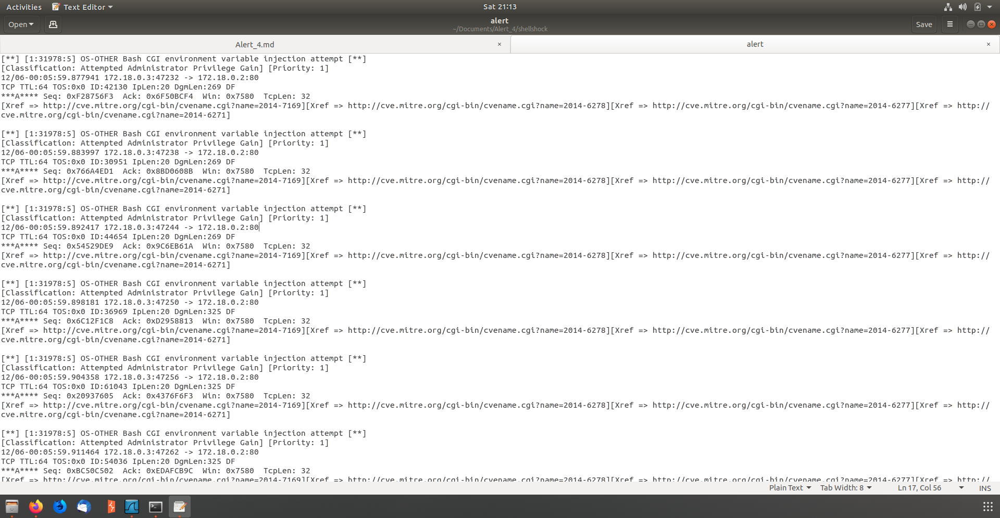 Activities Text Editor Sat 21:13
Open alert Save
~/Documents/Alert_4/shellshock
Alert_4.md × alert ×
[**] [1:31978:5] OS-OTHER Bash CGI environment variable injection attempt [**]
[Classification: Attempted Administrator Privilege Gain] [Priority: 1]
12/06-00:05:59.877941 172.18.0.3:47232 -> 172.18.0.2:80
TCP TTL:64 TOS:0x0 ID:42130 IpLen:20 DgmLen:269 DF
***A**** Seq: 0xF28756F3  Ack: 0x6F50BCF4  Win: 0x7580  TcpLen: 32
[Xref => http://cve.mitre.org/cgi-bin/cvename.cgi?name=2014-7169][Xref => http://cve.mitre.org/cgi-bin/cvename.cgi?name=2014-6278][Xref => http://cve.mitre.org/cgi-bin/cvename.cgi?name=2014-6277][Xref => http://
cve.mitre.org/cgi-bin/cvename.cgi?name=2014-6271]
[**] [1:31978:5] OS-OTHER Bash CGI environment variable injection attempt [**]
[Classification: Attempted Administrator Privilege Gain] [Priority: 1]
12/06-00:05:59.883997 172.18.0.3:47238 -> 172.18.0.2:80
TCP TTL:64 TOS:0x0 ID:30951 IpLen:20 DgmLen:269 DF
***A**** Seq: 0x766A4ED1  Ack: 0x8BD0608B  Win: 0x7580  TcpLen: 32
[Xref => http://cve.mitre.org/cgi-bin/cvename.cgi?name=2014-7169][Xref => http://cve.mitre.org/cgi-bin/cvename.cgi?name=2014-6278][Xref => http://cve.mitre.org/cgi-bin/cvename.cgi?name=2014-6277][Xref => http://
cve.mitre.org/cgi-bin/cvename.cgi?name=2014-6271]
[**] [1:31978:5] OS-OTHER Bash CGI environment variable injection attempt [**]
[Classification: Attempted Administrator Privilege Gain] [Priority: 1]
12/06-00:05:59.892417 172.18.0.3:47244 -> 172.18.0.2:80
TCP TTL:64 TOS:0x0 ID:44654 IpLen:20 DgmLen:269 DF
***A**** Seq: 0x54529DE9  Ack: 0x9C6EB61A  Win: 0x7580  TcpLen: 32
[Xref => http://cve.mitre.org/cgi-bin/cvename.cgi?name=2014-7169][Xref => http://cve.mitre.org/cgi-bin/cvename.cgi?name=2014-6278][Xref => http://cve.mitre.org/cgi-bin/cvename.cgi?name=2014-6277][Xref => http://
cve.mitre.org/cgi-bin/cvename.cgi?name=2014-6271]
[**] [1:31978:5] OS-OTHER Bash CGI environment variable injection attempt [**]
[Classification: Attempted Administrator Privilege Gain] [Priority: 1]
12/06-00:05:59.898181 172.18.0.3:47250 -> 172.18.0.2:80
TCP TTL:64 TOS:0x0 ID:36969 IpLen:20 DgmLen:325 DF
***A**** Seq: 0x6C12F1C8  Ack: 0xD2958813  Win: 0x7580  TcpLen: 32
[Xref => http://cve.mitre.org/cgi-bin/cvename.cgi?name=2014-7169][Xref => http://cve.mitre.org/cgi-bin/cvename.cgi?name=2014-6278][Xref => http://cve.mitre.org/cgi-bin/cvename.cgi?name=2014-6277][Xref => http://
cve.mitre.org/cgi-bin/cvename.cgi?name=2014-6271]
[**] [1:31978:5] OS-OTHER Bash CGI environment variable injection attempt [**]
[Classification: Attempted Administrator Privilege Gain] [Priority: 1]
12/06-00:05:59.904358 172.18.0.3:47256 -> 172.18.0.2:80
TCP TTL:64 TOS:0x0 ID:61043 IpLen:20 DgmLen:325 DF
***A**** Seq: 0x20937605  Ack: 0x4376F6F3  Win: 0x7580  TcpLen: 32
[Xref => http://cve.mitre.org/cgi-bin/cvename.cgi?name=2014-7169][Xref => http://cve.mitre.org/cgi-bin/cvename.cgi?name=2014-6278][Xref => http://cve.mitre.org/cgi-bin/cvename.cgi?name=2014-6277][Xref => http://
cve.mitre.org/cgi-bin/cvename.cgi?name=2014-6271]
[**] [1:31978:5] OS-OTHER Bash CGI environment variable injection attempt [**]
[Classification: Attempted Administrator Privilege Gain] [Priority: 1]
12/06-00:05:59.911464 172.18.0.3:47262 -> 172.18.0.2:80
TCP TTL:64 TOS:0x0 ID:54036 IpLen:20 DgmLen:325 DF
***A**** Seq: 0xBC50C502  Ack: 0xEDAFCB9C  Win: 0x7580  TcpLen: 32
[Xref => http://cve.mitre.org/cgi-bin/cvename.cgi?name=2014-7169][Xref => http://cve.mitre.org/cgi-bin/cvename.cgi?name=2014-6278][Xref => http://cve.mitre.org/cgi-bin/cvename.cgi?name=2014-6277][Xref => http://
Plain Text Tab Width: 8 Ln 17, Col 56 INS